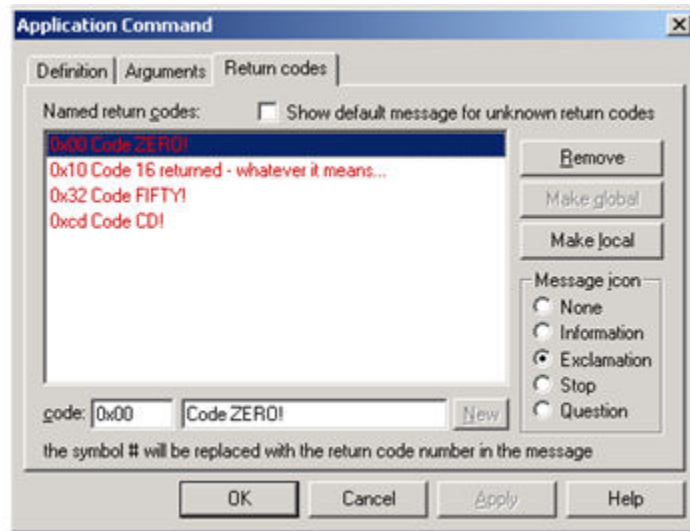 Application Command
Definition Arguments Return codes
Named return codes: Show default message for unknown return codes
0x00 Code ZERO!
0x10 Code 16 returned - whatever it means...
0x32 Code FIFTY!
0xcd Code CD!
Remove
Make global
Make local
Message icon
None
Information
Exclamation
Stop
Question
code: 0x00 Code ZERO! New
the symbol # will be replaced with the return code number in the message
OK Cancel Apply Help